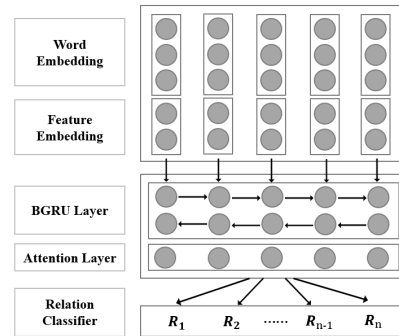 Word
Embedding
Feature
Embedding
BGRU Layer
Attention Layer
Relation
Classifier
R1 R2 ······ Rn-1 Rn